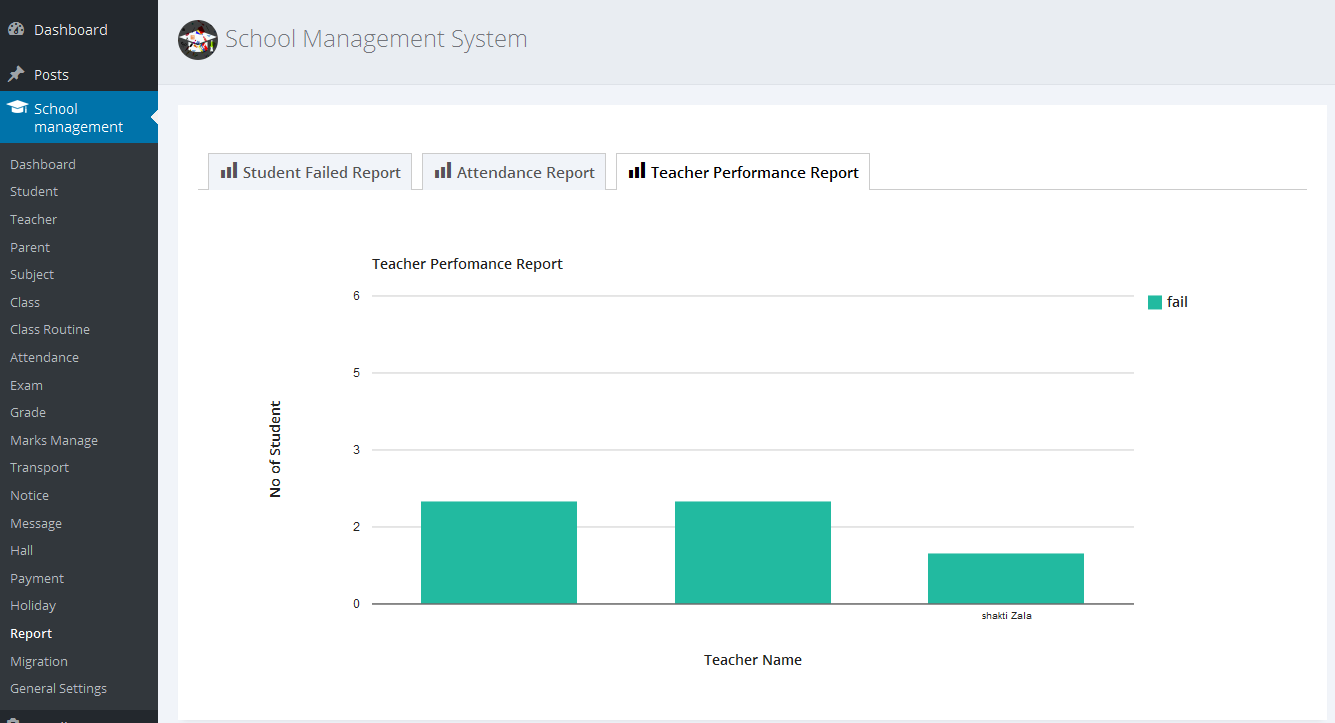 Dashboard
Posts
School
management
Dashboard
Student
Teacher
Parent
Subject
Class
Class Routine
Attendance
Exam
Grade
Marks Manage
Transport
Notice
Message
Hall
Payment
Holiday
Report
Migration
General Settings
School Management System
Student Failed Report
Attendance Report
Teacher Performance Report
Teacher Perfomance Report
6
5
3
2
0
No of Student
shakti Zala
Teacher Name
fail